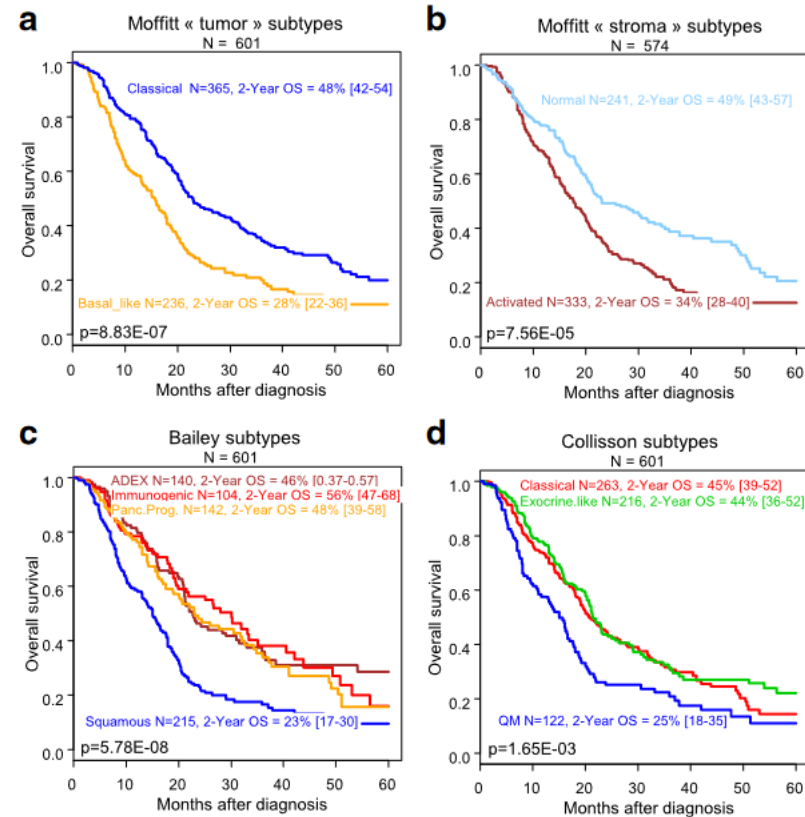 a
Moffitt « tumor » subtypes
N = 601
Classical N=365, 2-Year OS = 48% [42-54]
Basal_like N=236, 2-Year OS = 28% [22-36]
p=8.83E-07
Overall survival
1.0
0.8
0.6
0.4
0.2
0.0
0 10 20 30 40 50 60
Months after diagnosis
b
Moffitt « stroma » subtypes
N = 574
Normal N=241, 2-Year OS = 49% [43-57]
Activated N=333, 2-Year OS = 34% [28-40]
p=7.56E-05
Overall survival
1.0
0.8
0.6
0.4
0.2
0.0
0 10 20 30 40 50 60
Months after diagnosis
c
Bailey subtypes
N = 601
ADEX N=140, 2-Year OS = 46% [0.37-0.57]
Immunogenic N=104, 2-Year OS = 56% [47-68]
Panc.Prog. N=142, 2-Year OS = 48% [39-58]
Squamous N=215, 2-Year OS = 23% [17-30]
p=5.78E-08
Overall survival
1.0
0.8
0.6
0.4
0.2
0.0
0 10 20 30 40 50 60
Months after diagnosis
d
Collisson subtypes
N = 601
Classical N=263, 2-Year OS = 45% [39-52]
Exocrine.like N=216, 2-Year OS = 44% [36-52]
QM N=122, 2-Year OS = 25% [18-35]
p=1.65E-03
Overall survival
1.0
0.8
0.6
0.4
0.2
0.0
0 10 20 30 40 50 60
Months after diagnosis